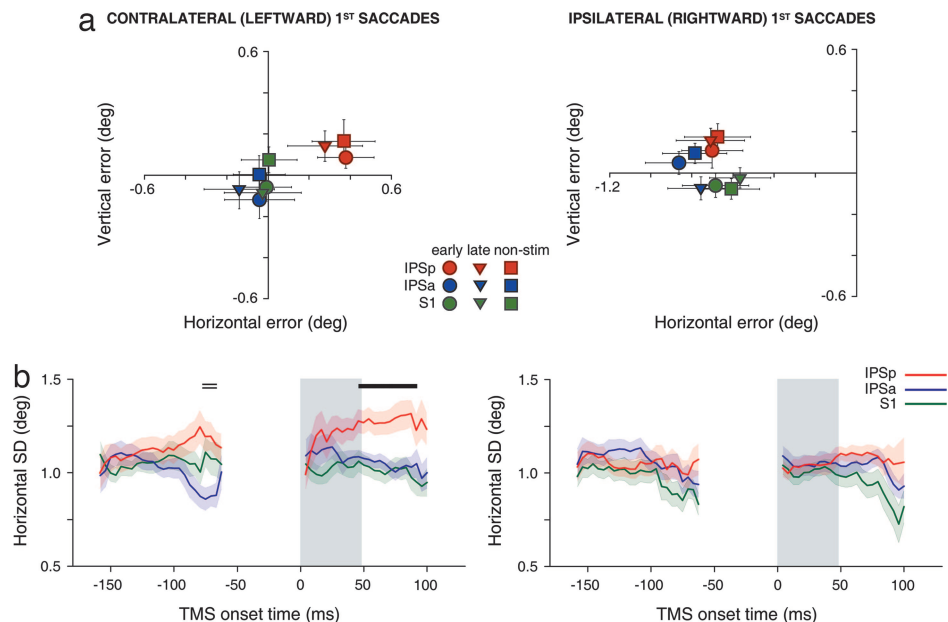 a
CONTRALATERAL (LEFTWARD) 1ST SACCADES
IPSILATERAL (RIGHTWARD) 1ST SACCADES
0.6
Vertical error (deg)
-0.6
0.6
-0.6
Horizontal error (deg)
0.6
Vertical error (deg)
-1.2
-0.6
Horizontal error (deg)
early late non-stim
IPSp
IPSa
S1
b
1.5
1.0
0.5
Horizontal SD (deg)
-150 -100 -50 0 50 100
TMS onset time (ms)
1.5
1.0
0.5
Horizontal SD (deg)
-150 -100 -50 0 50 100
TMS onset time (ms)
IPSp
IPSa
S1